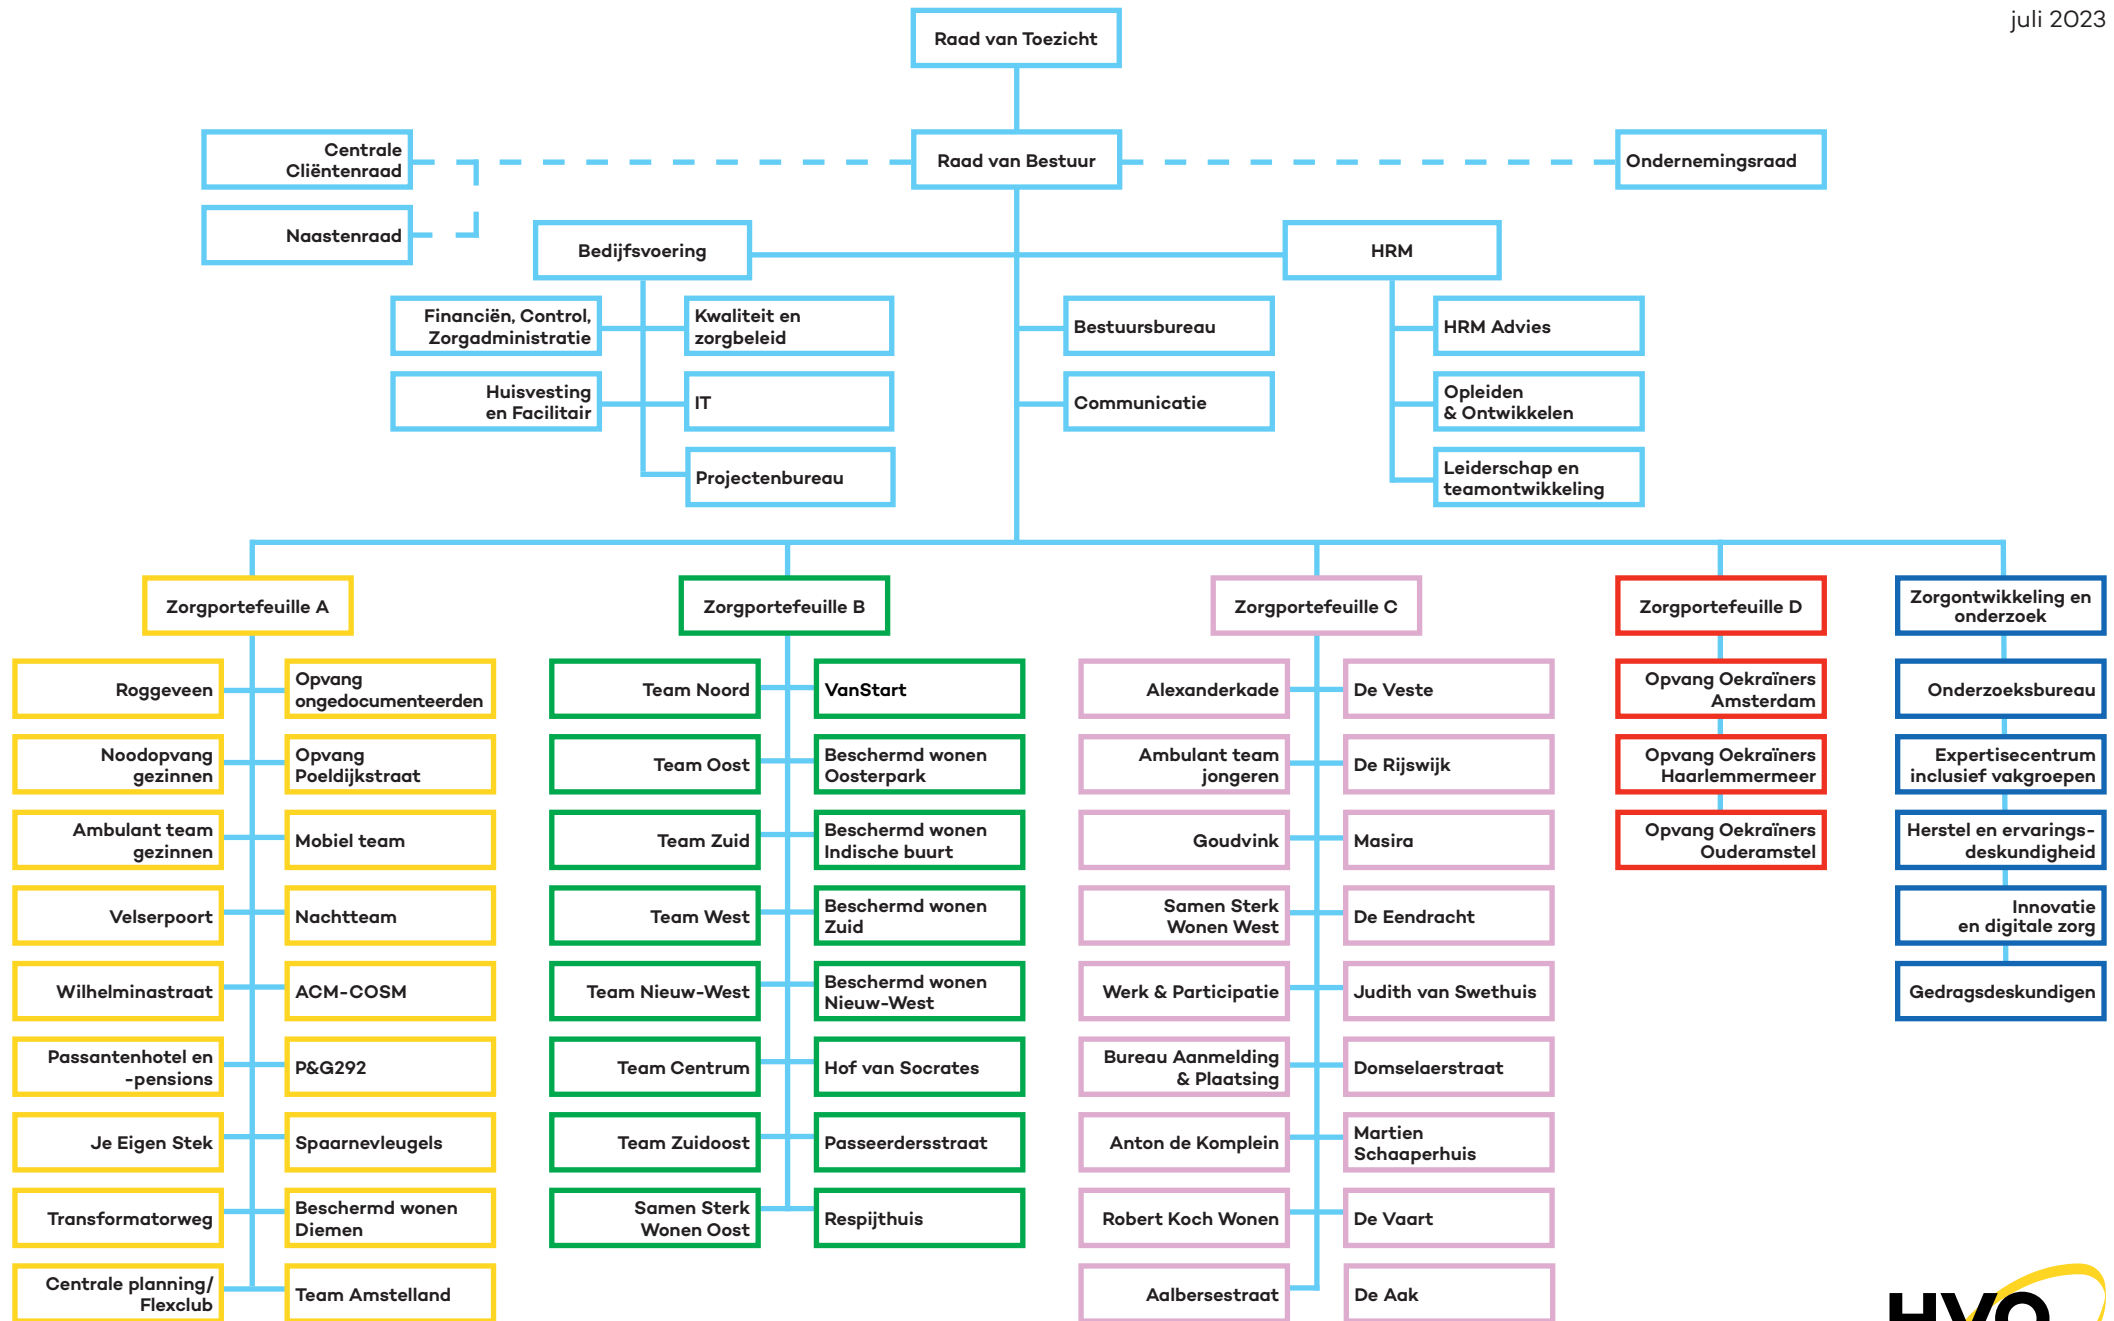 juli 2023
Raad van Toezicht
Centrale
Cliëntenraad
Raad van Bestuur
Ondernemingsraad
Naastenraad
Bedijfsvoering
HRM
Financiën, Control,
Zorgadministratie
Kwaliteit en
zorgbeleid
Bestuursbureau
HRM Advies
Huisvesting
en Facilitair
IT
Communicatie
Opleiden
& Ontwikkelen
Projectenbureau
Leiderschap en
teamontwikkeling
Zorgportefeuille A
Roggeveen
Opvang
ongedocumenteerden
Noodopvang
gezinnen
Opvang
Poeldijkstraat
Ambulant team
gezinnen
Mobiel team
Velserpoort
Nachtteam
Wilhelminastraat
ACM-COSM
Passantenhotel en
-pensions
P&G292
Je Eigen Stek
Spaarnevleugels
Transformatorweg
Beschermd wonen
Diemen
Centrale planning/
Flexclub
Team Amstelland
Zorgportefeuille B
Team Noord
VanStart
Team Oost
Beschermd wonen
Oosterpark
Team Zuid
Beschermd wonen
Indische buurt
Team West
Beschermd wonen
Zuid
Team Nieuw-West
Beschermd wonen
Nieuw-West
Team Centrum
Hof van Socrates
Team Zuidoost
Passeerdersstraat
Samen Sterk
Wonen Oost
Respijthuis
Zorgportefeuille C
Alexanderkade
De Veste
Ambulant team
jongeren
De Rijswijk
Goudvink
Masira
Samen Sterk
Wonen West
De Eendracht
Werk & Participatie
Judith van Swethuis
Bureau Aanmelding
& Plaatsing
Domselaerstraat
Anton de Komplein
Martien
Schaaperhuis
Robert Koch Wonen
De Vaart
Aalbersestraat
De Aak
Zorgportefeuille D
Opvang Oekraïners
Amsterdam
Opvang Oekraïners
Haarlemmermeer
Opvang Oekraïners
Ouderamstel
Zorgontwikkeling en
onderzoek
Onderzoeksbureau
Expertisecentrum
inclusief vakgroepen
Herstel en ervarings-
deskundigheid
Innovatie
en digitale zorg
Gedragsdeskundigen
HVO